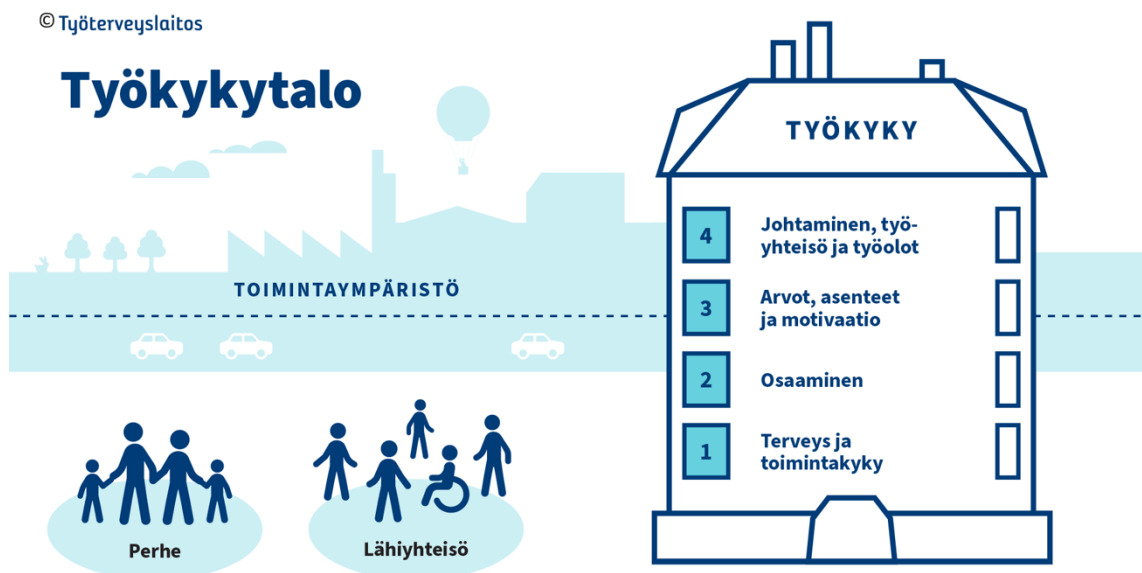 © Työterveyslaitos
Työkykytalo
TOIMINTAYMPÄRISTÖ
Perhe
Lähiyhteisö
TYÖKYKY
4
Johtaminen, työ-
yhteisö ja työolot
3
Arvot, asenteet
ja motivaatio
2
Osaaminen
1
Terveys ja
toimintakyky